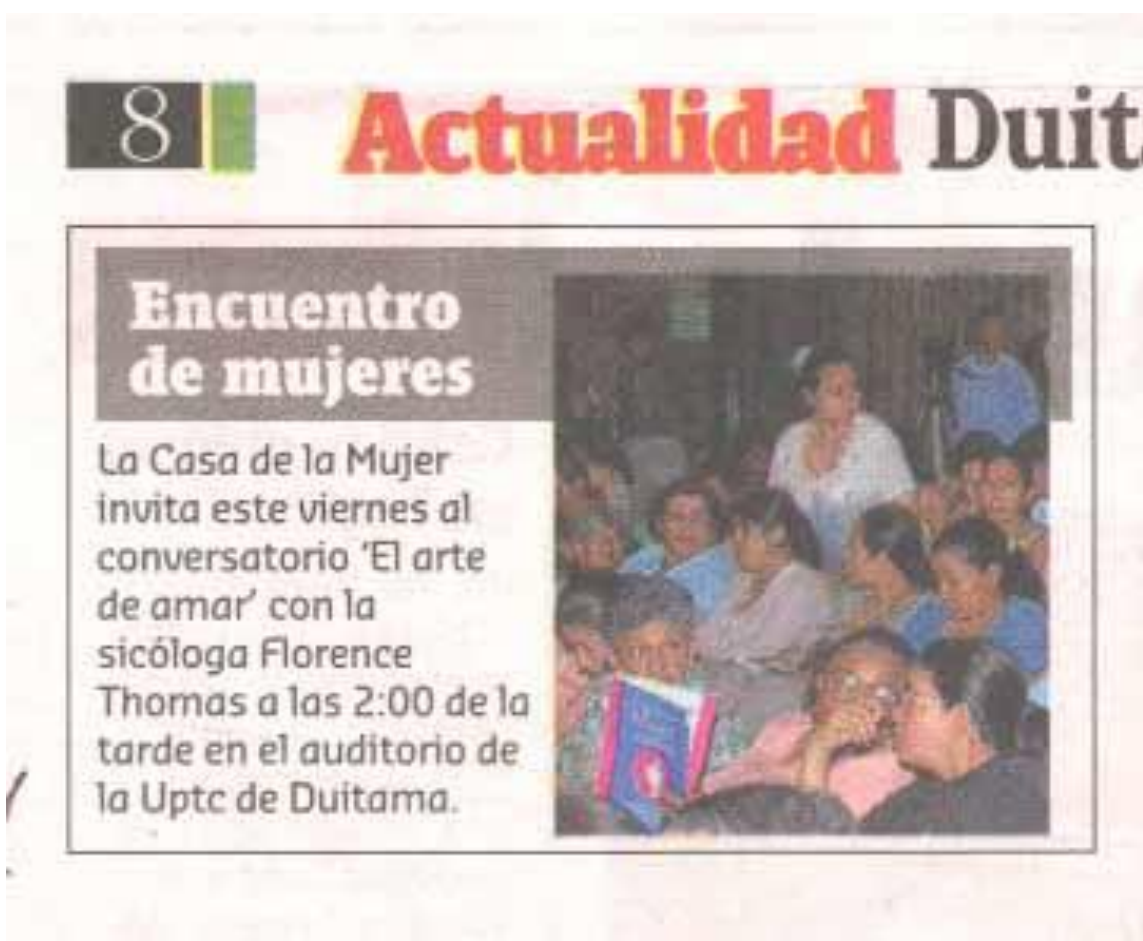 8 Actualidad Duit
Encuentro
de mujeres
La Casa de la Mujer
invita este viernes al
conversatorio 'El arte
de amar' con la
sicóloga Florence
Thomas a las 2:00 de la
tarde en el auditorio de
la Uptc de Duitama.